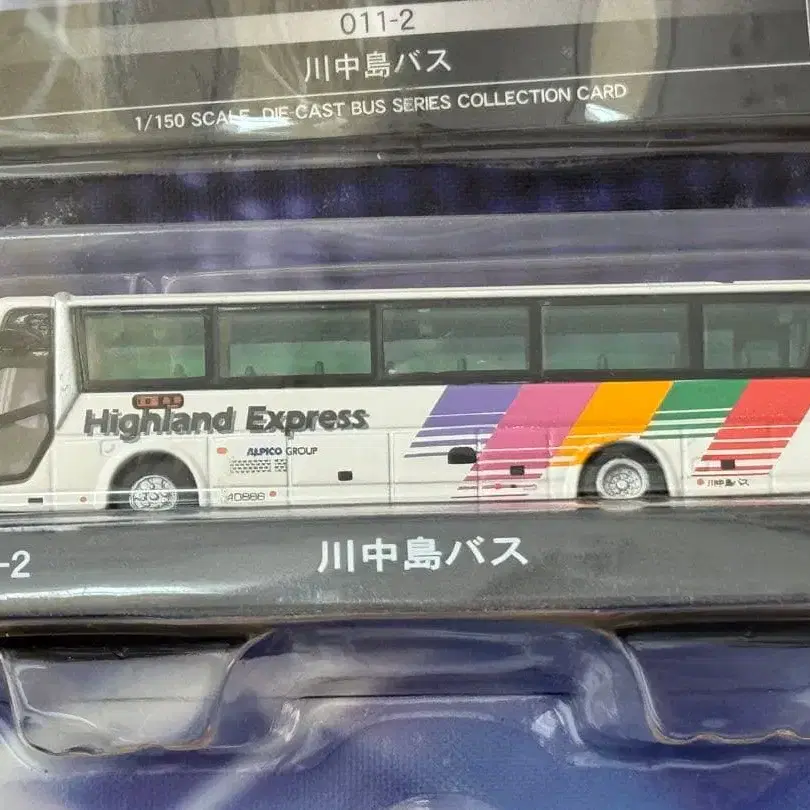 011-2
川中島バス
1/150 SCALE DIE-CAST BUS SERIES COLLECTION CARD
Highland Express
ALPICO GROUP
40866
川中島バス
-2
川中島バス